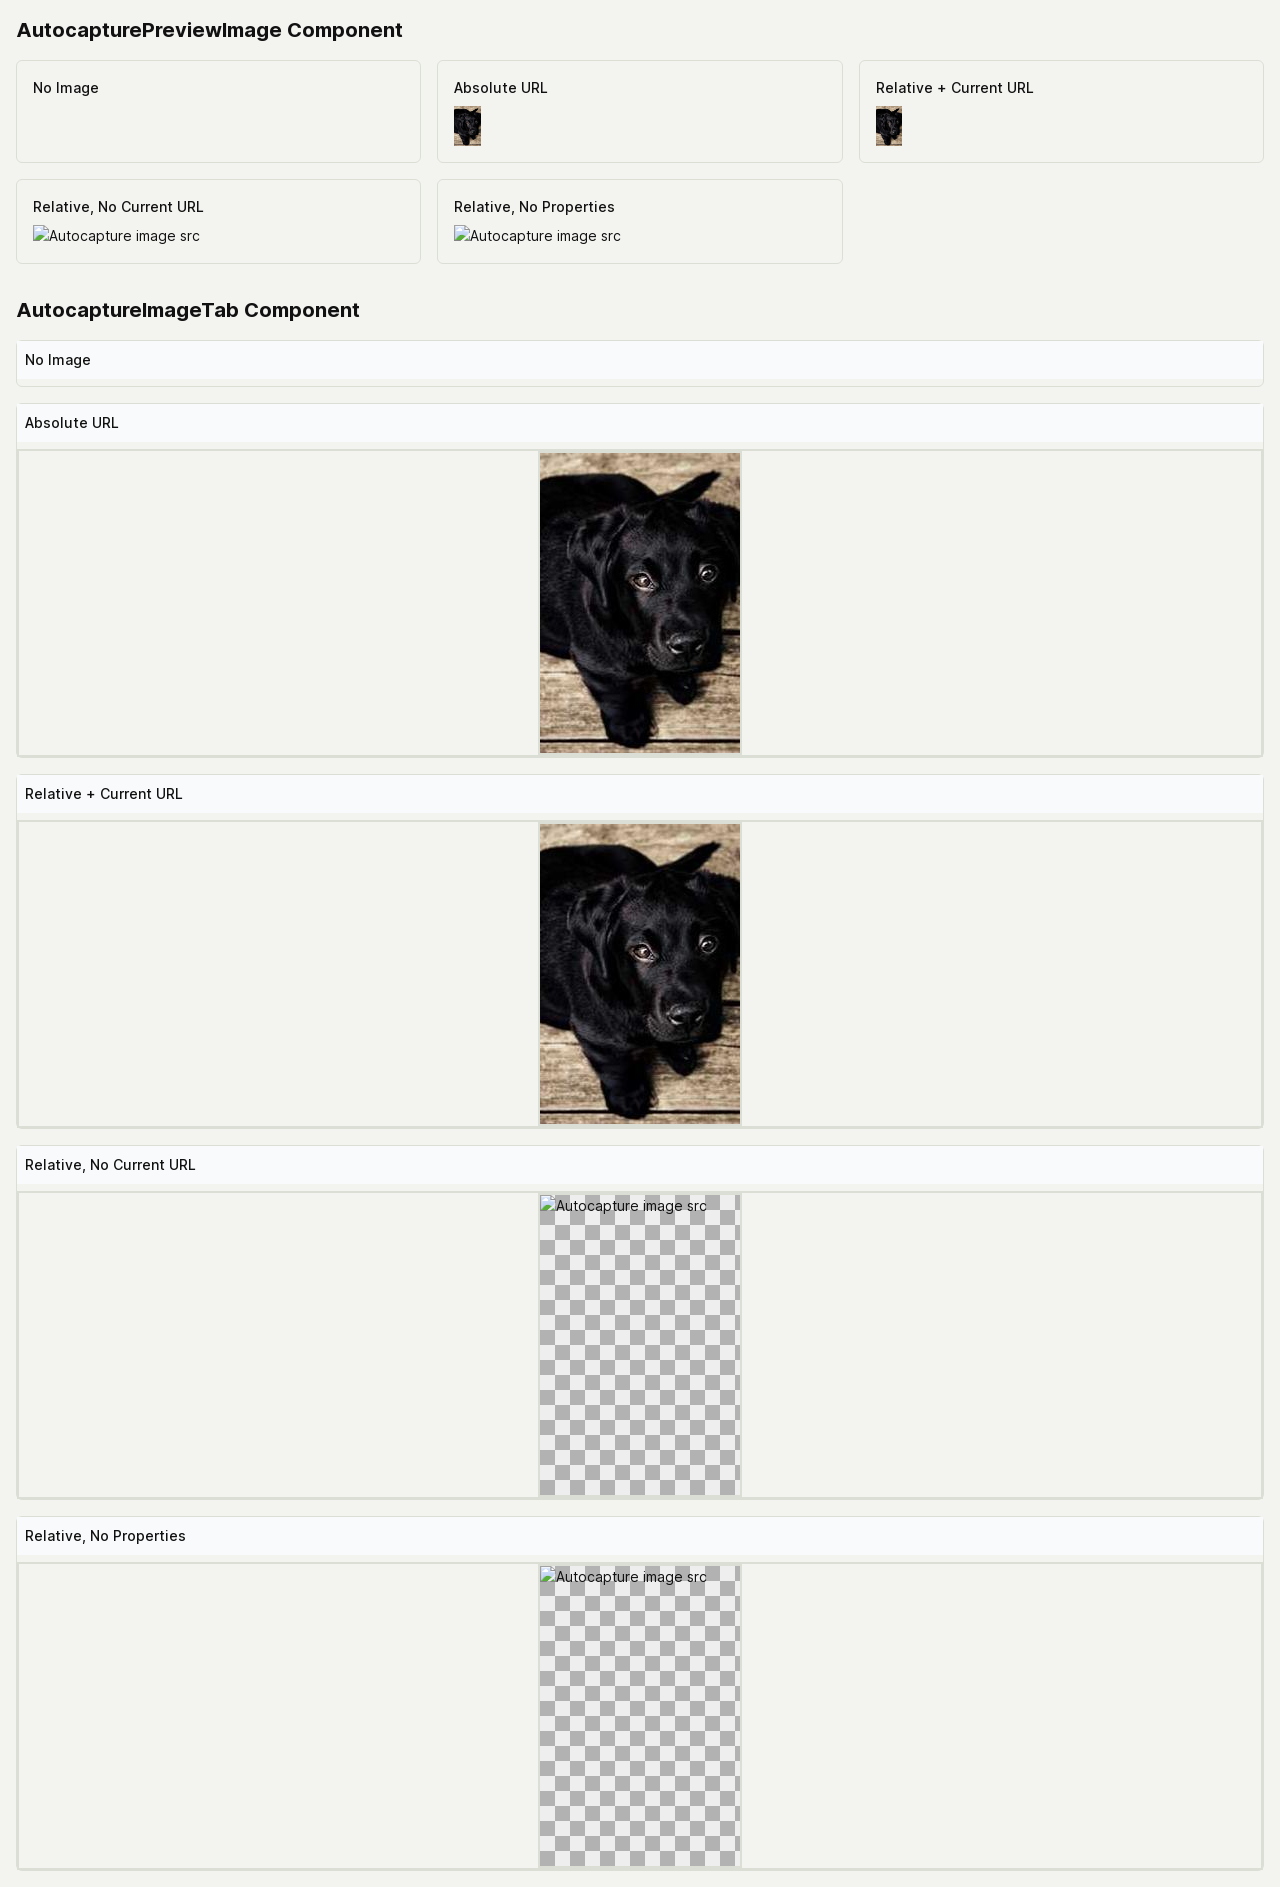 AutocapturePreviewImage Component
No Image
Absolute URL
Relative + Current URL
Relative, No Current URL
Autocapture image src
Relative, No Properties
Autocapture image src
AutocaptureImageTab Component
No Image
Absolute URL
Relative + Current URL
Relative, No Current URL
Autocapture image src
Relative, No Properties
Autocapture image src